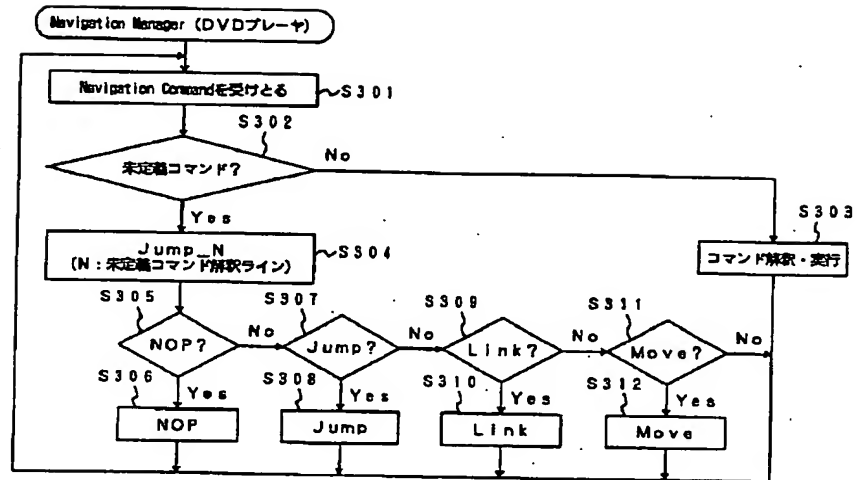 Navigation Manager (DVDプレーヤ)
Navigation Commandを受けとる
S301
S302
未定義コマンド?
No
Yes
S303
コマンド解釈・実行
Jump_N
(N:未定義コマンド解釈ライン)
S304
S305
S307
S309
S311
NOP?
No
Jump?
No
Link?
No
Move?
No
S306
Yes
S308
Yes
S310
Yes
S312
Yes
NOP
Jump
Link
Move